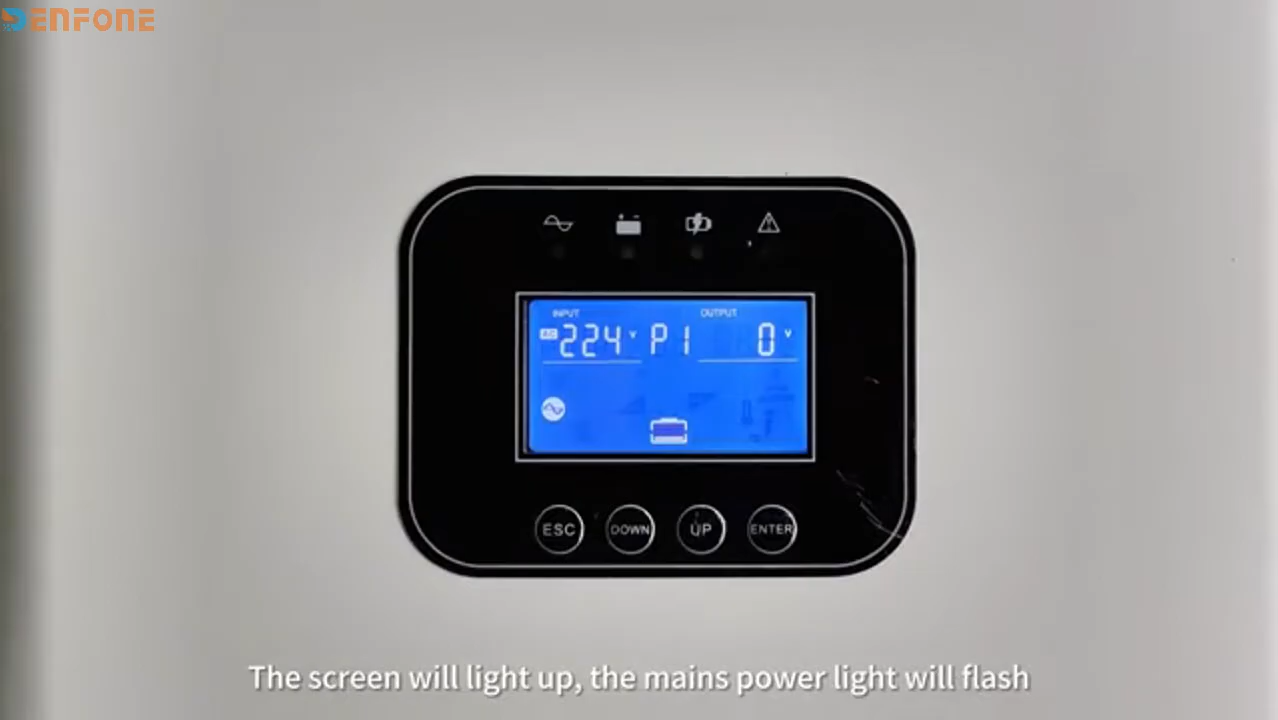 DENFONE
INPUT OUTPUT
AC 224 V P1 0 V
ESC DOWN UP ENTER
The screen will light up, the mains power light will flash